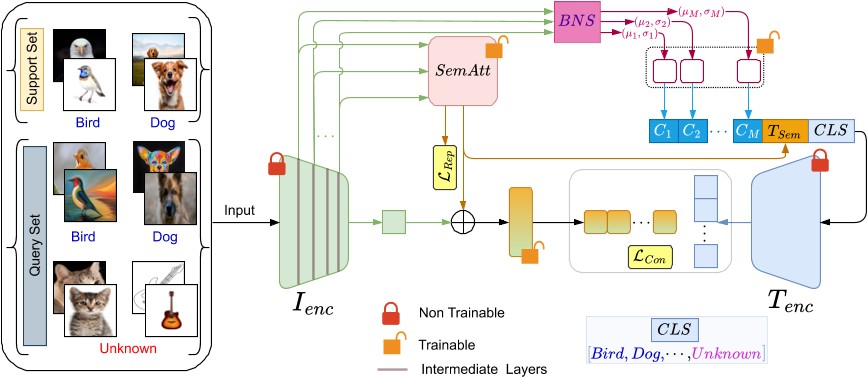 Support Set
Bird
Dog
Query Set
Bird
Dog
Unknown
Input
I_enc
SemAtt
BNS
(μ_M, σ_M)
(μ_2, σ_2)
(μ_1, σ_1)
C_1 C_2 ··· C_M T_Sem CLS
...
L_Rep
L_Con
T_enc
Non Trainable
Trainable
Intermediate Layers
CLS
[Bird, Dog, ···, Unknown]